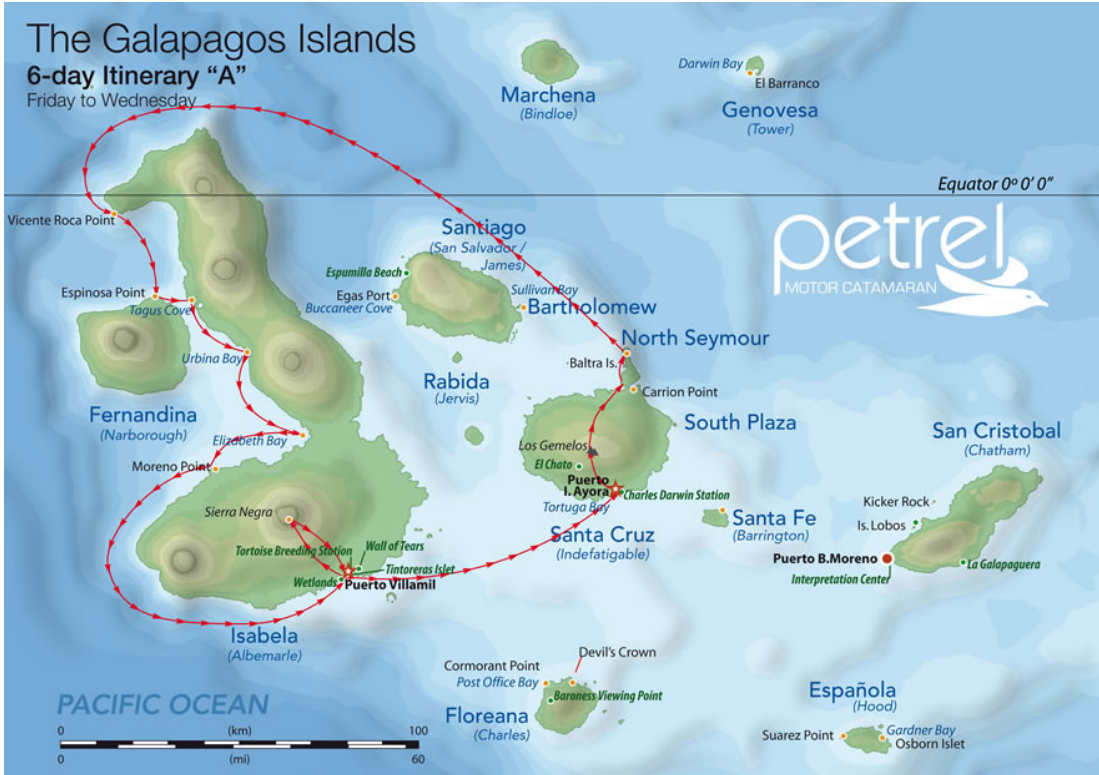 The Galapagos Islands
6-day Itinerary “A”
Friday to Wednesday
Marchena
(Bindloe)
Darwin Bay
El Barranco
Genovesa
(Tower)
Equator 0º 0’ 0’’
petrel
MOTOR CATAMARAN
Vicente Roca Point
Santiago
(San Salvador /
James)
Espumilla Beach
Egas Port
Buccaneer Cove
Sullivan Bay
Bartholomew
Espinosa Point
Tagus Cove
Urbina Bay
North Seymour
Baltra Is.
Carrion Point
Rabida
(Jervis)
Fernandina
(Narborough)
South Plaza
Elizabeth Bay
Los Gemelos
El Chato
Moreno Point
Puerto
I. Ayora
Charles Darwin Station
Tortuga Bay
Santa Cruz
(Indefatigable)
San Cristobal
(Chatham)
Kicker Rock
Is. Lobos
Santa Fe
(Barrington)
Puerto B.Moreno
Interpretation Center
La Galapaguera
Sierra Negra
Wall of Tears
Tortoise Breeding Station
Tintoreras Islet
Wetlands
Puerto Villamil
Isabela
(Albemarle)
Devil’s Crown
Cormorant Point
Post Office Bay
Baroness Viewing Point
Floreana
(Charles)
Española
(Hood)
Suarez Point
Gardner Bay
Osborn Islet
PACIFIC OCEAN
0 (km) 100
0 (mi) 60